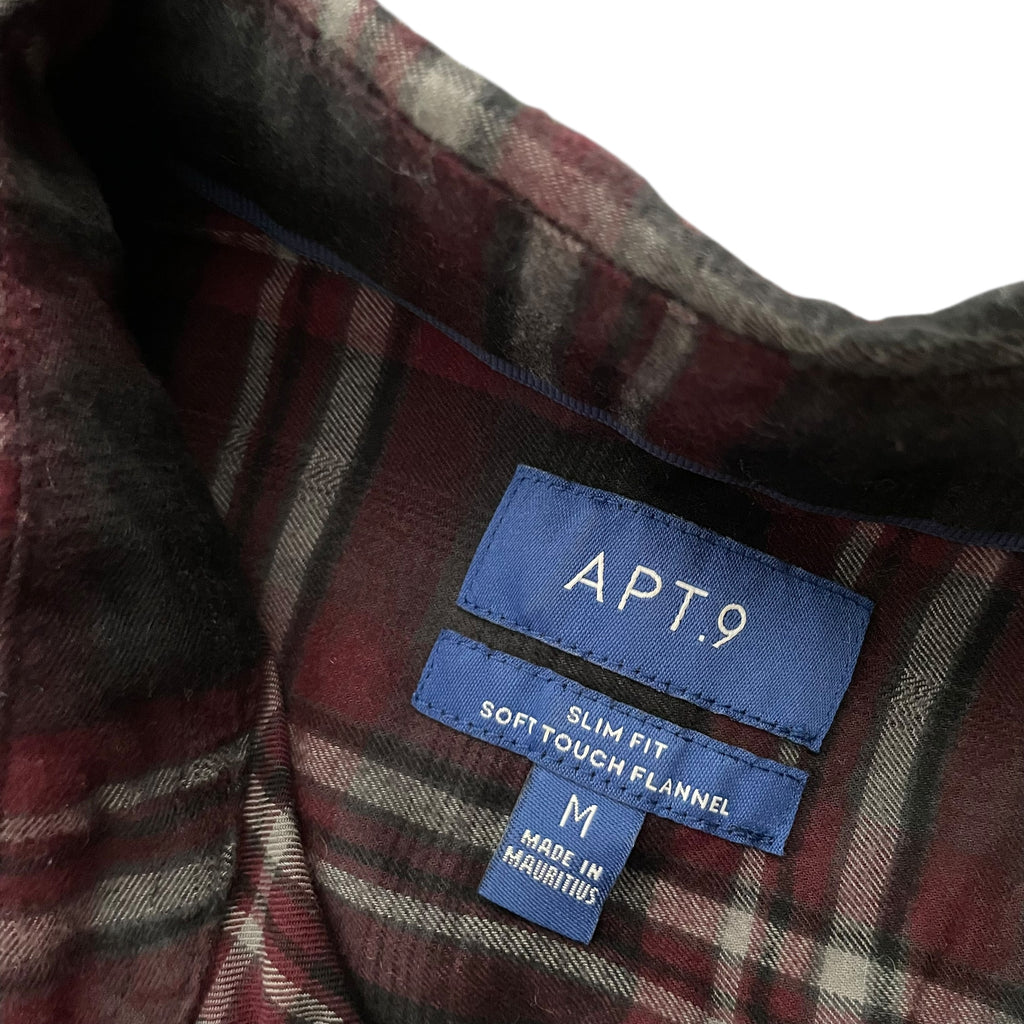 APT.9
SLIM FIT
SOFT TOUCH FLANNEL
M
MADE IN
MAURITIUS